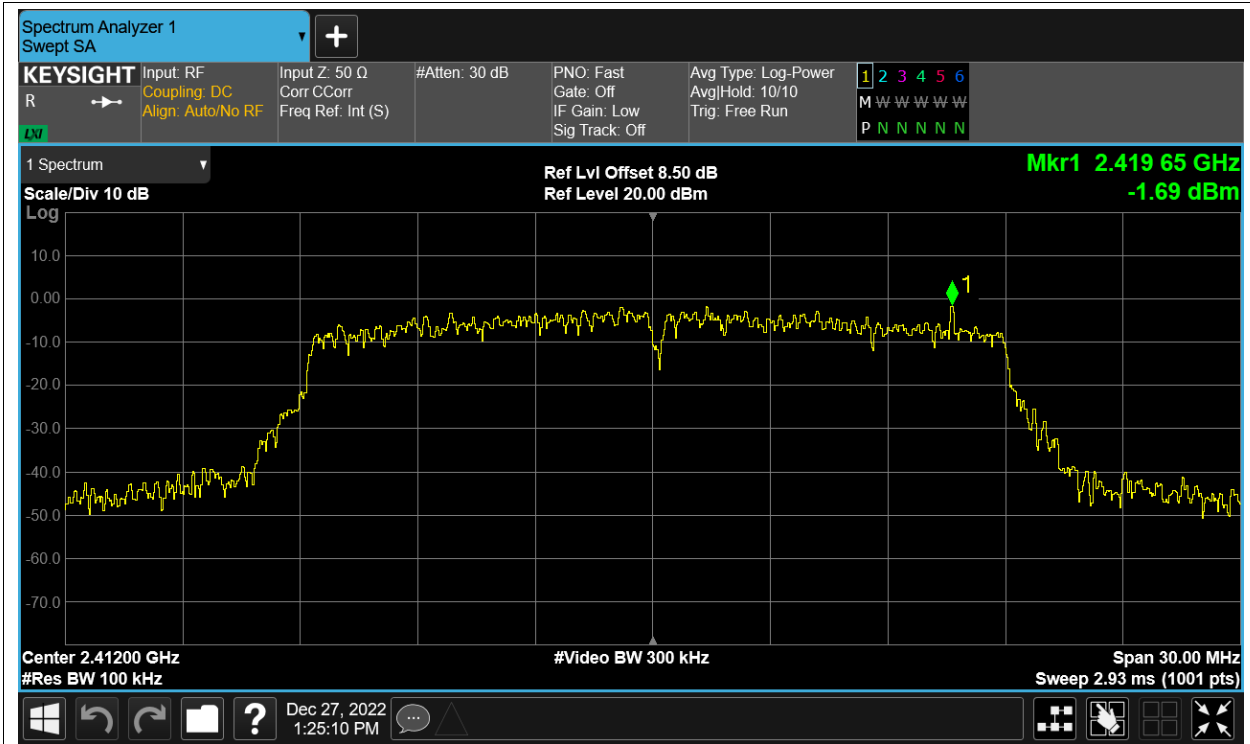 Spectrum Analyzer 1
Swept SA
KEYSIGHT
R
LXI
Input: RF
Coupling: DC
Align: Auto/No RF
Input Z: 50 Ω
Corr CCorr
Freq Ref: Int (S)
#Atten: 30 dB
PNO: Fast
Gate: Off
IF Gain: Low
Sig Track: Off
Avg Type: Log-Power
Avg|Hold: 10/10
Trig: Free Run
1 2 3 4 5 6
M W W W W W
P N N N N N
1 Spectrum
Scale/Div 10 dB
Ref Lvl Offset 8.50 dB
Ref Level 20.00 dBm
Mkr1 2.419 65 GHz
-1.69 dBm
Log
10.0
0.00
-10.0
-20.0
-30.0
-40.0
-50.0
-60.0
-70.0
1
Center 2.41200 GHz
#Res BW 100 kHz
#Video BW 300 kHz
Span 30.00 MHz
Sweep 2.93 ms (1001 pts)
?
Dec 27, 2022
1:25:10 PM